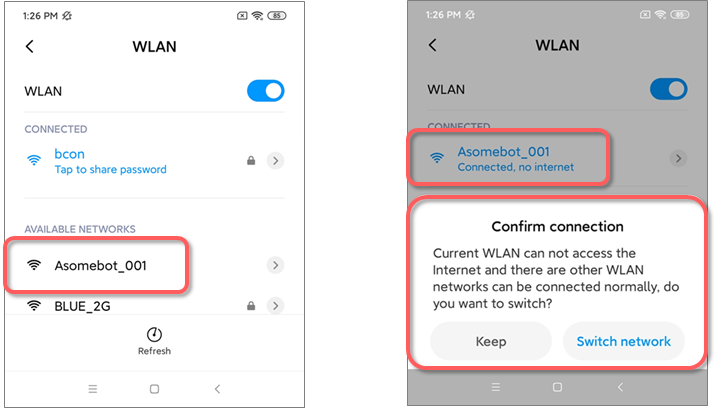 1:26 PM
85
WLAN
WLAN
CONNECTED
bcon
Tap to share password
AVAILABLE NETWORKS
Asomebot_001
BLUE_2G
Refresh
1:26 PM
85
WLAN
WLAN
CONNECTED
Asomebot_001
Connected, no internet
Confirm connection
Current WLAN can not access the
Internet and there are other WLAN
networks can be connected normally, do
you want to switch?
Keep
Switch network